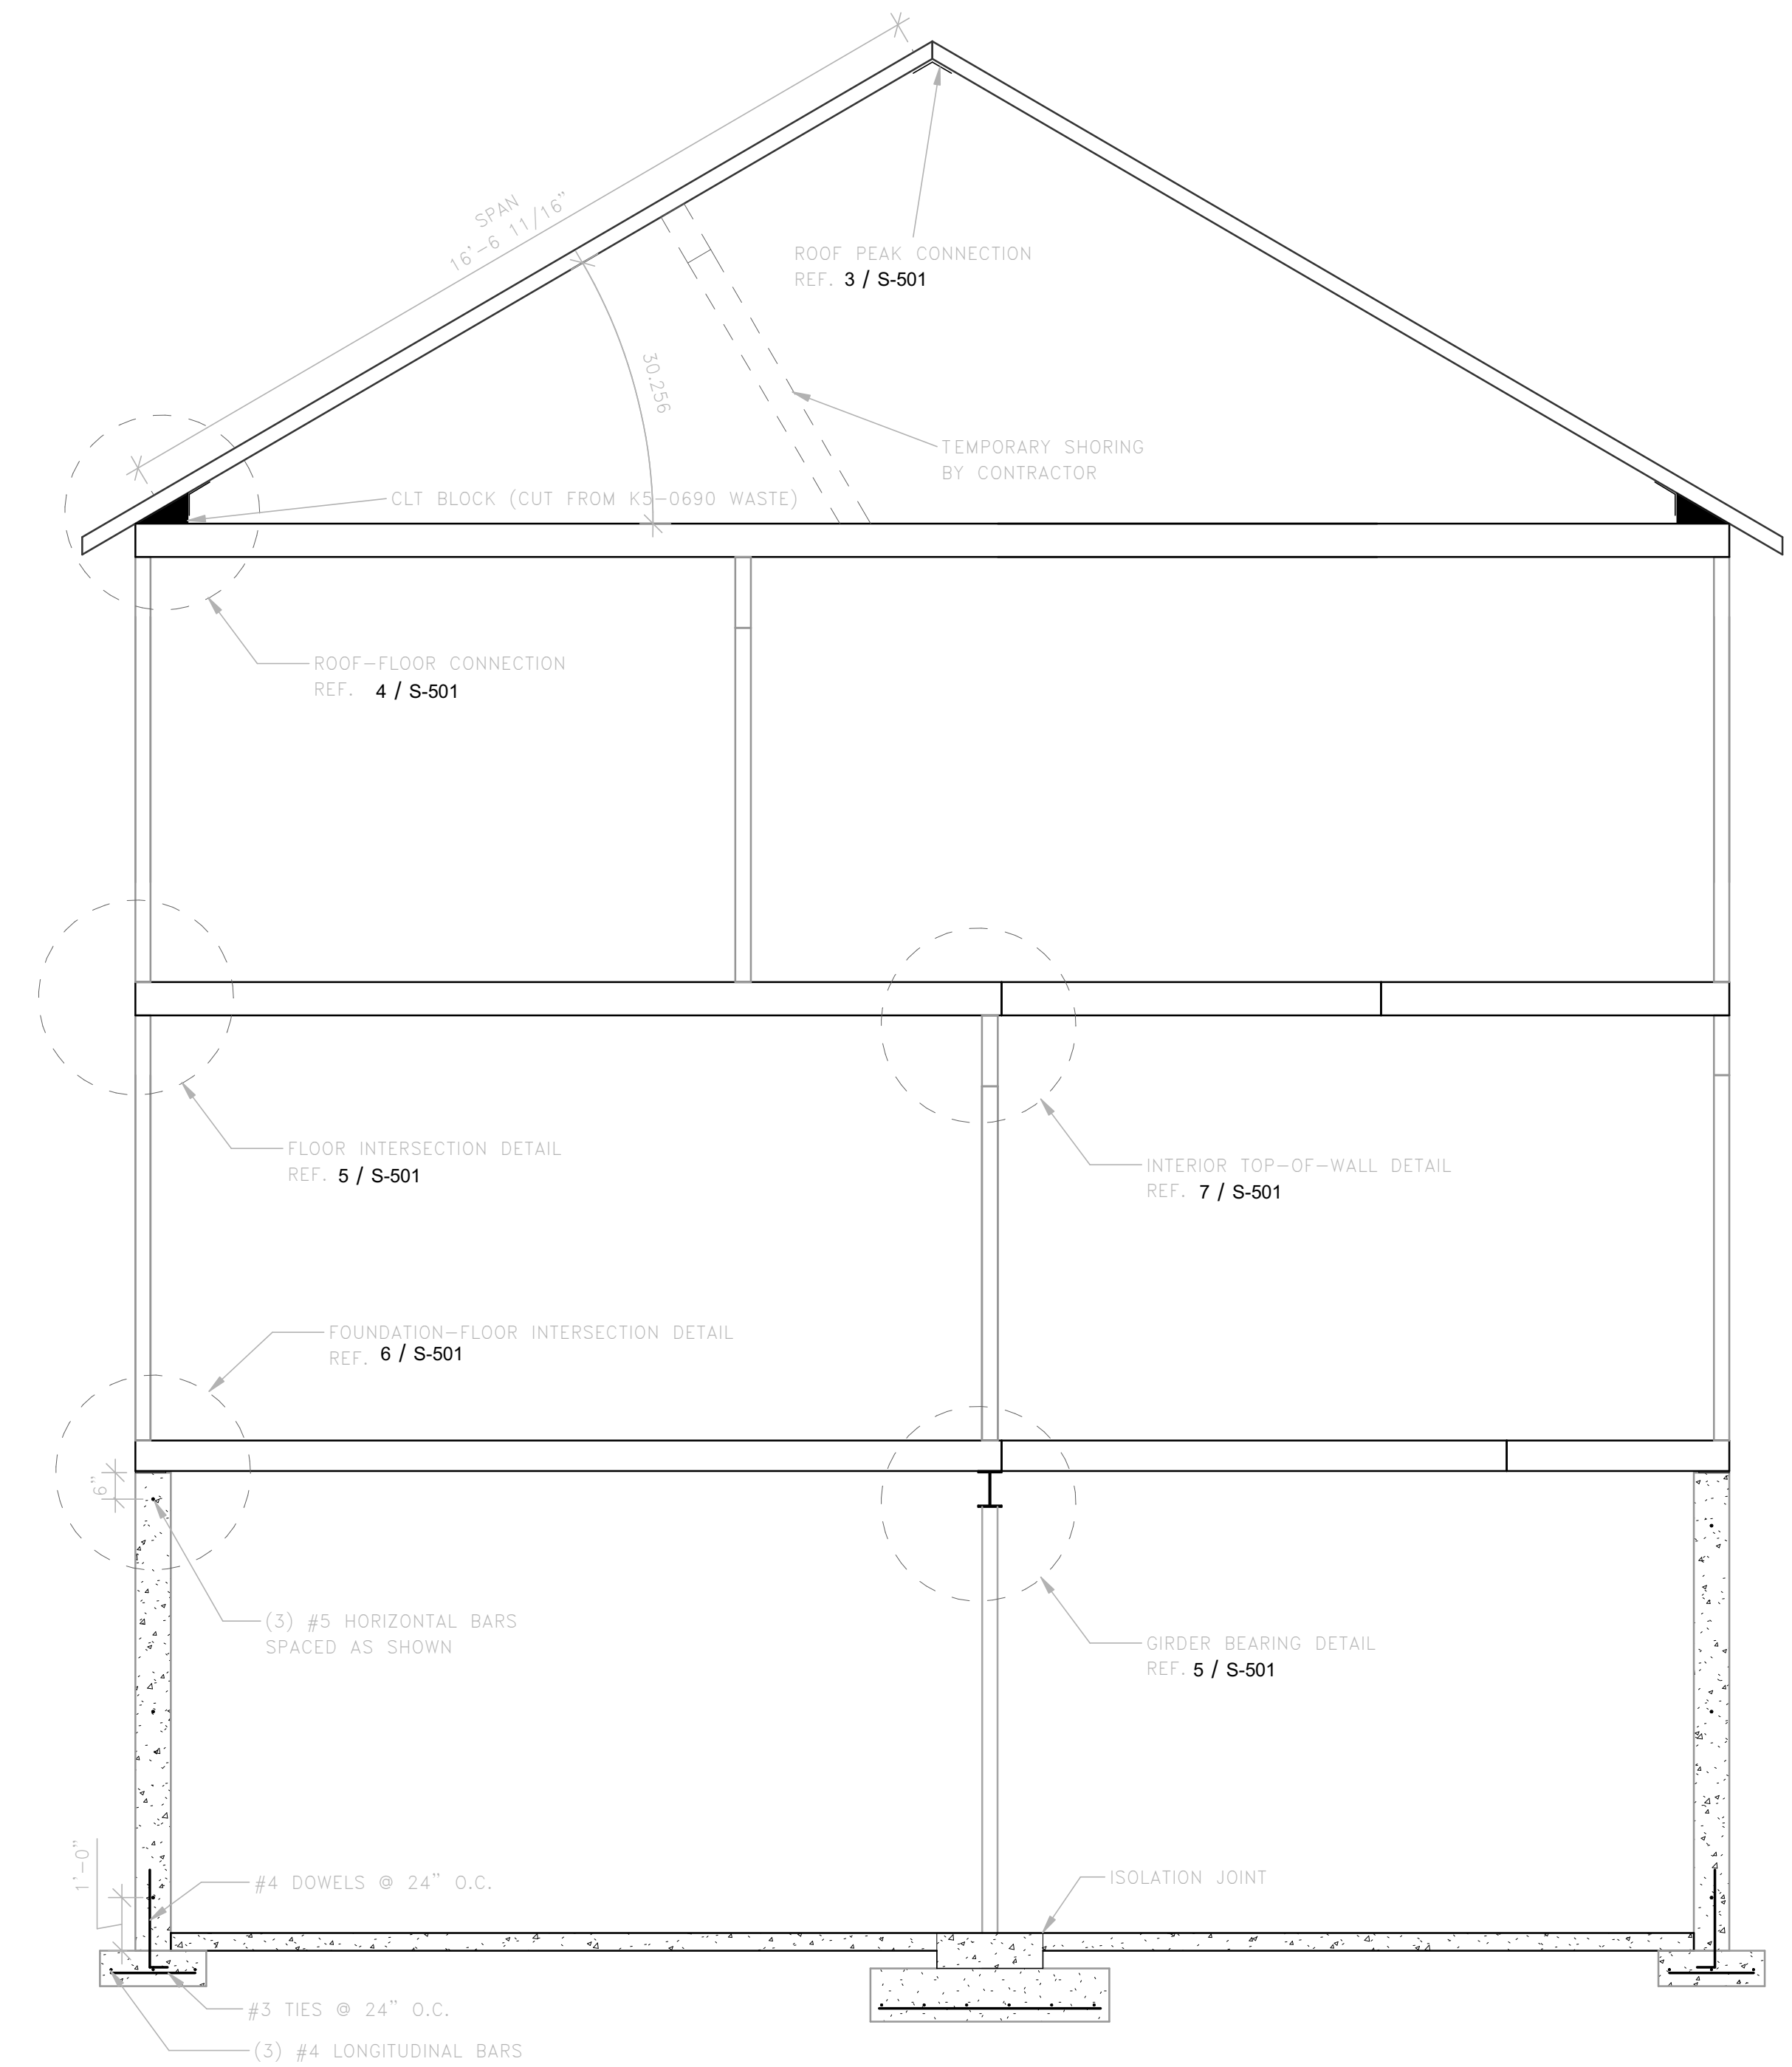 SPAN
16'-6 11/16"
ROOF PEAK CONNECTION
REF. 3 / S-501
30.256
TEMPORARY SHORING
BY CONTRACTOR
CLT BLOCK (CUT FROM K5-0690 WASTE)
ROOF-FLOOR CONNECTION
REF. 4 / S-501
FLOOR INTERSECTION DETAIL
REF. 5 / S-501
INTERIOR TOP-OF-WALL DETAIL
REF. 7 / S-501
FOUNDATION-FLOOR INTERSECTION DETAIL
REF. 6 / S-501
6"
(3) #5 HORIZONTAL BARS
SPACED AS SHOWN
GIRDER BEARING DETAIL
REF. 5 / S-501
1'-0"
#4 DOWELS @ 24" O.C.
ISOLATION JOINT
#3 TIES @ 24" O.C.
(3) #4 LONGITUDINAL BARS